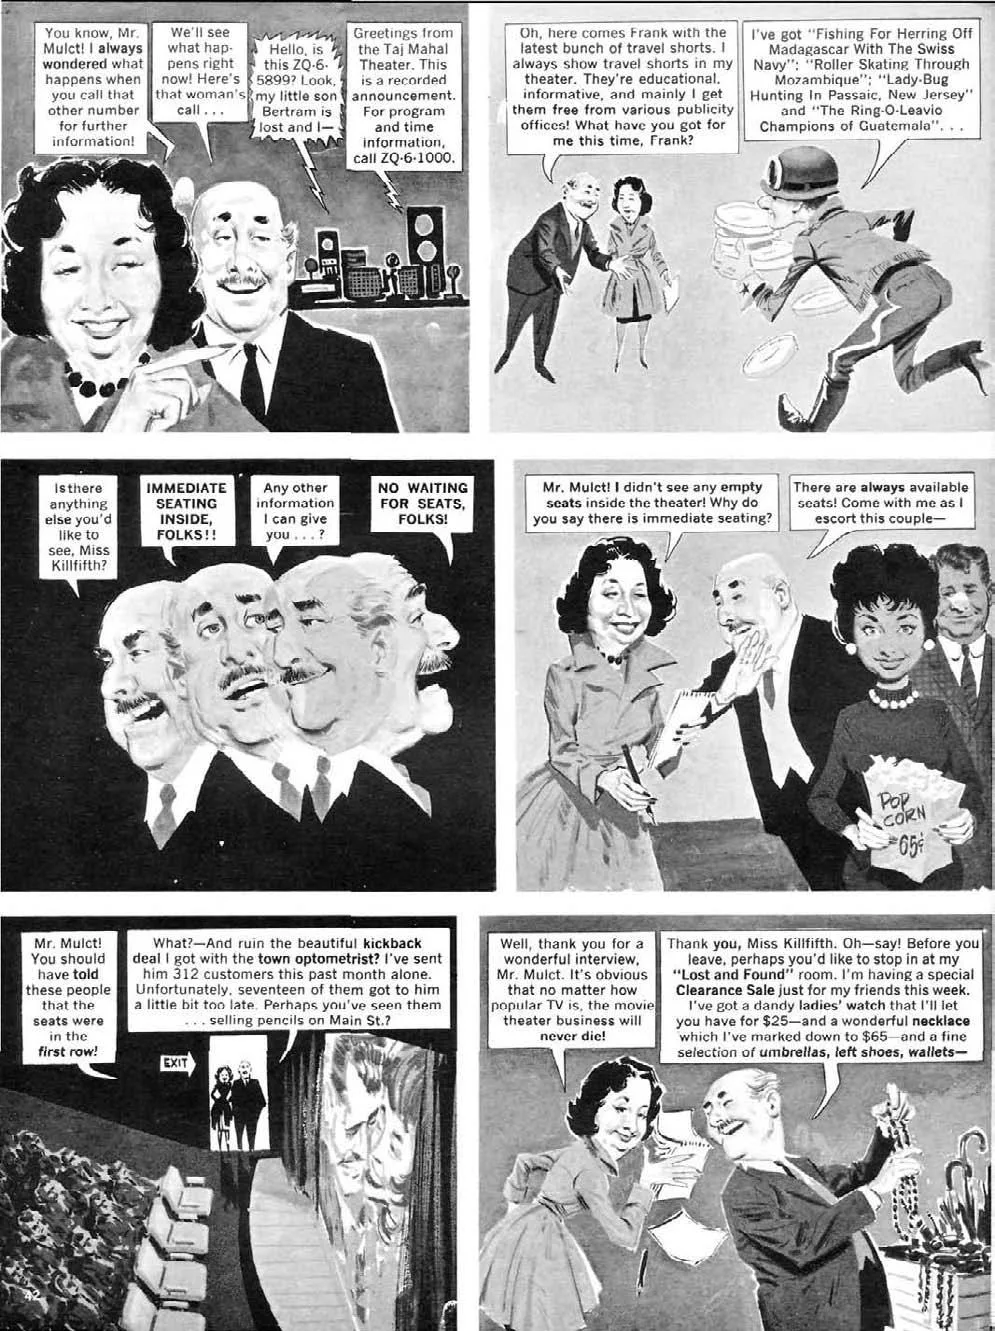 You know, Mr.
Mulct! I always
wondered what
happens when
you call that
other number
for further
information!
We'll see
what hap-
pens right
now! Here's
that woman's
call . . .
Hello, is
this ZQ-6-
5899? Look,
my little son
Bertram is
lost and I—
Greetings from
the Taj Mahal
Theater. This
is a recorded
announcement.
For program
and time
information,
call ZQ-6-1000.
Oh, here comes Frank with the
latest bunch of travel shorts. I
always show travel shorts in my
theater. They're educational,
informative, and mainly I get
them free from various publicity
offices! What have you got for
me this time, Frank?
I've got "Fishing For Herring Off
Madagascar With The Swiss
Navy"; "Roller Skating Through
Mozambique"; "Lady-Bug
Hunting In Passaic, New Jersey"
and "The Ring-O-Leavio
Champions of Guatemala". . .
Is there
anything
else you'd
like to
see, Miss
Killfifth?
IMMEDIATE
SEATING
INSIDE,
FOLKS!!
Any other
information
I can give
you . . . ?
NO WAITING
FOR SEATS,
FOLKS!
Mr. Mulct! I didn't see any empty
seats inside the theater! Why do
you say there is immediate seating?
There are always available
seats! Come with me as I
escort this couple—
POP
CORN
65¢
Mr. Mulct!
You should
have told
these people
that the
seats were
in the
first row!
What?—And ruin the beautiful kickback
deal I got with the town optometrist? I've sent
him 312 customers this past month alone.
Unfortunately, seventeen of them got to him
a little bit too late. Perhaps you've seen them
. . . selling pencils on Main St.?
EXIT
Well, thank you for a
wonderful interview,
Mr. Mulct. It's obvious
that no matter how
popular TV is, the movie
theater business will
never die!
Thank you, Miss Killfifth. Oh—say! Before you
leave, perhaps you'd like to stop in at my
"Lost and Found" room. I'm having a special
Clearance Sale just for my friends this week.
I've got a dandy ladies' watch that I'll let
you have for $25—and a wonderful necklace
which I've marked down to $65—and a fine
selection of umbrellas, left shoes, wallets—
42